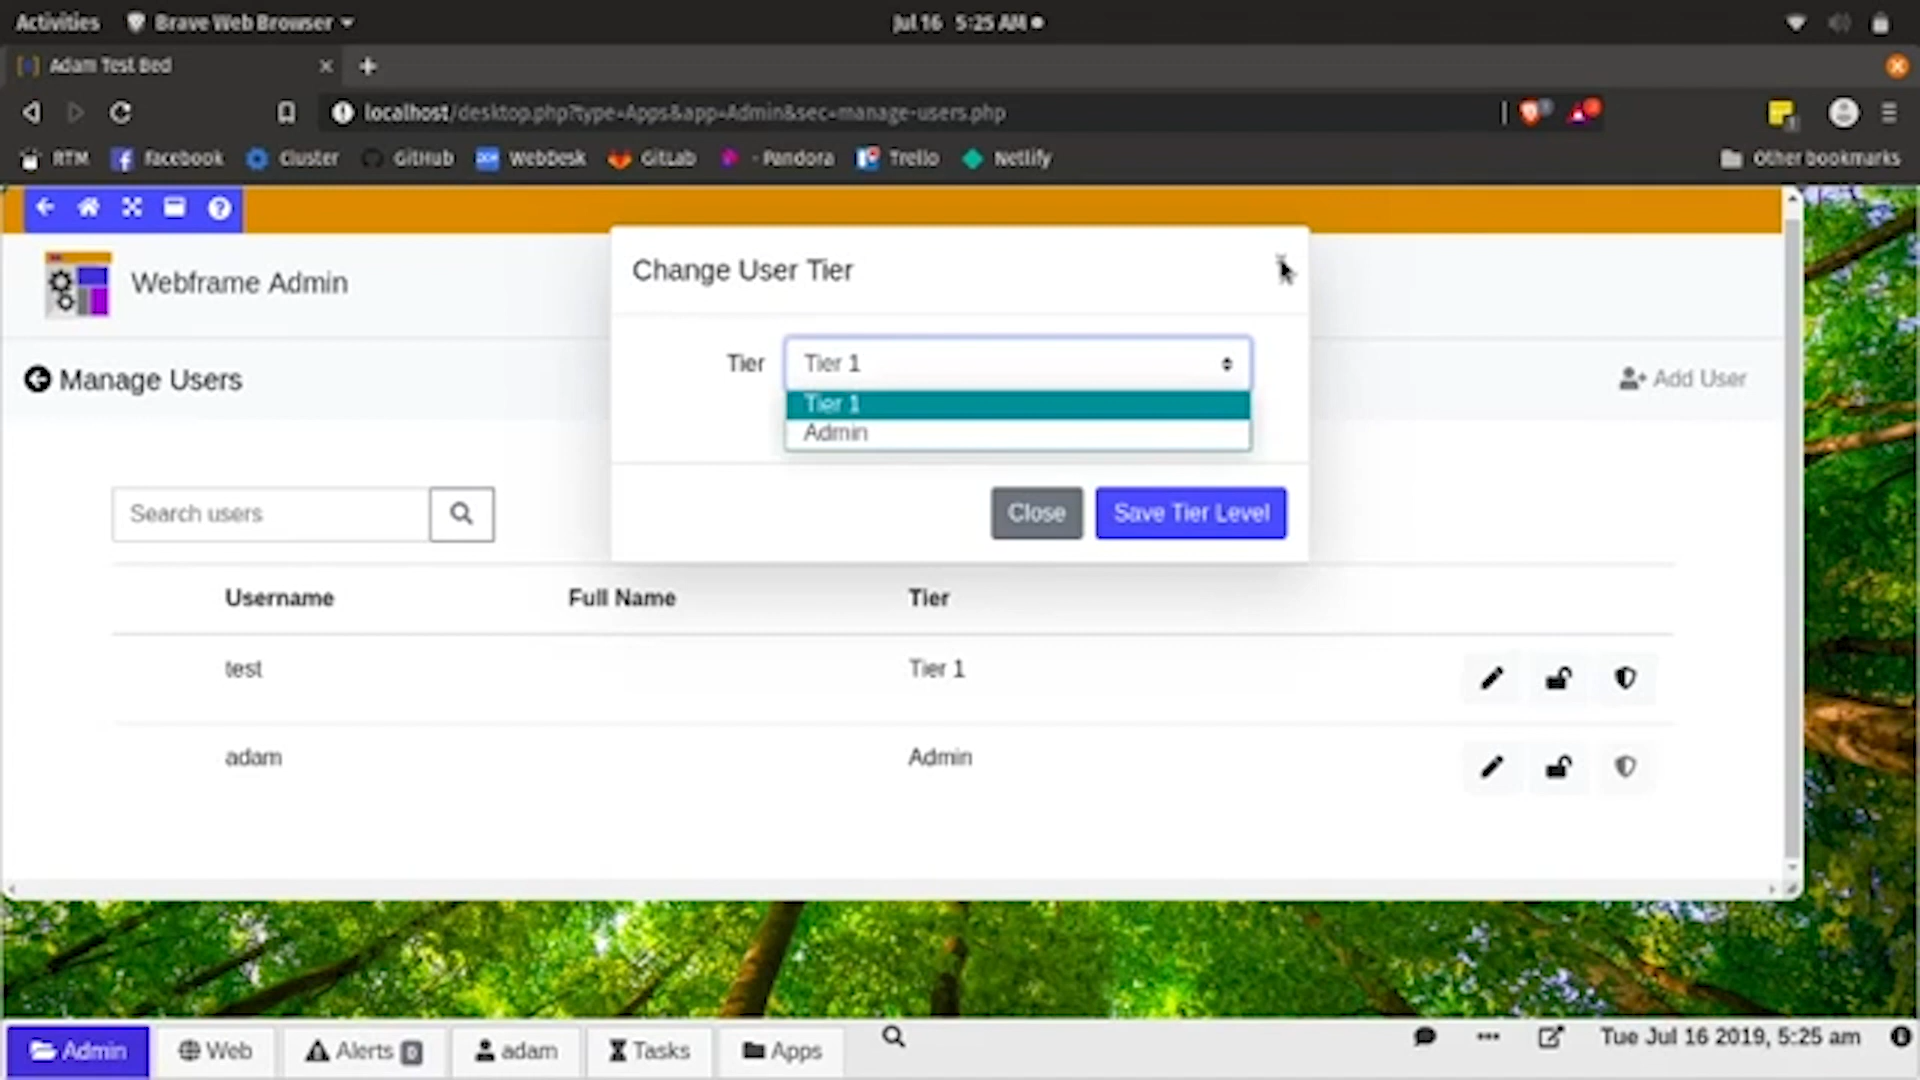 Activities Brave Web Browser Jul 16 5:25 AM
Adam Test Bed
localhost/desktop.php?type=Apps&app=Admin&sec=manage-users.php
RTM Facebook Cluster GitHub WebDesk GitLab - Pandora Trello Netlify Other bookmarks
Webframe Admin
Change User Tier
Tier Tier 1
Tier 1
Admin
Close Save Tier Level
Manage Users
Add User
Search users
Username Full Name Tier
test Tier 1
adam Admin
Admin Web Alerts 0 adam Tasks Apps Tue Jul 16 2019, 5:25 am